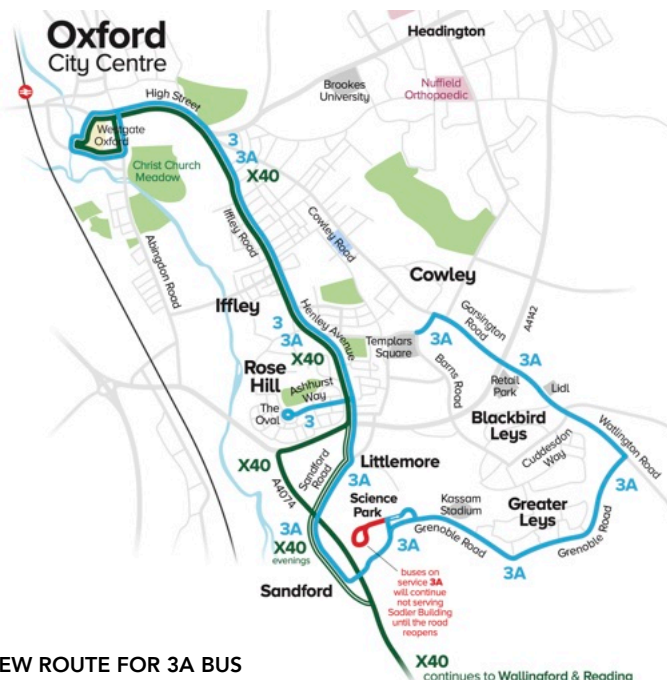 Oxford
City Centre
Headington
Brookes
University
Nuffield
Orthopaedic
High Street
Westgate
Oxford
3
3A
X40
Christ Church
Meadow
Iffley Road
Cowley Road
Abingdon Road
Cowley
Iffley
Henley Avenue
3
3A
X40
Templars
Square
3A
Garsington
Road
A4142
3A
Rose
Hill
Ashhurst
Way
The
Oval
3
Barns Road
Retail
Park
Lidl
Blackbird
Leys
Watlington Road
Cuddesdon
Way
X40
A4074
Sandford
Road
Littlemore
3A
Science
Park
Kassam
Stadium
Greater
Leys
3A
3A
X40
evenings
3A
Grenoble Road
Grenoble Road
3A
Sandford
buses on
service 3A
will continue
not serving
Sadler Building
until the road
reopens
X40
continues to Wallingford & Reading
EW ROUTE FOR 3A BUS